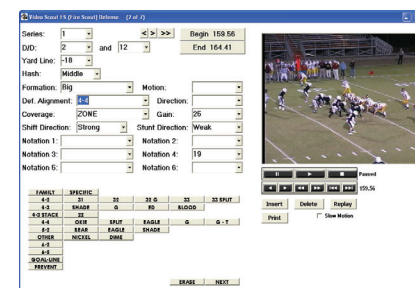 Video Scout FS (Fire Scout) Defense (2 of 2)
Series: 1 < > >> Begin 159.56
D/D: 2 and 12 End 164.41
Yard Line: -18
Hash: Middle
Formation: Big Motion:
Def. Alignment: 4-4 Direction:
Coverage: ZONE Gain: 26
Shift Direction: Strong Stunt Direction: Weak
Notation 1: Notation 2:
Notation 3: Notation 4: 19
Notation 5: Notation 6:
Paused
159.56
Insert Delete Replay
Print Slow Motion
FAMILY SPECIFIC
4-2 31 32 32 G 33 33 SPLIT
4-3 SHADE G EO BLOOD
4-3 STACK 22
4-4 OKIE SPLIT EAGLE G G - T
5-2 BEAR EAGLE SHADE
OTHER NICKEL DIME
6-2
6-5
GOAL-LINE
PREVENT
ERASE NEXT